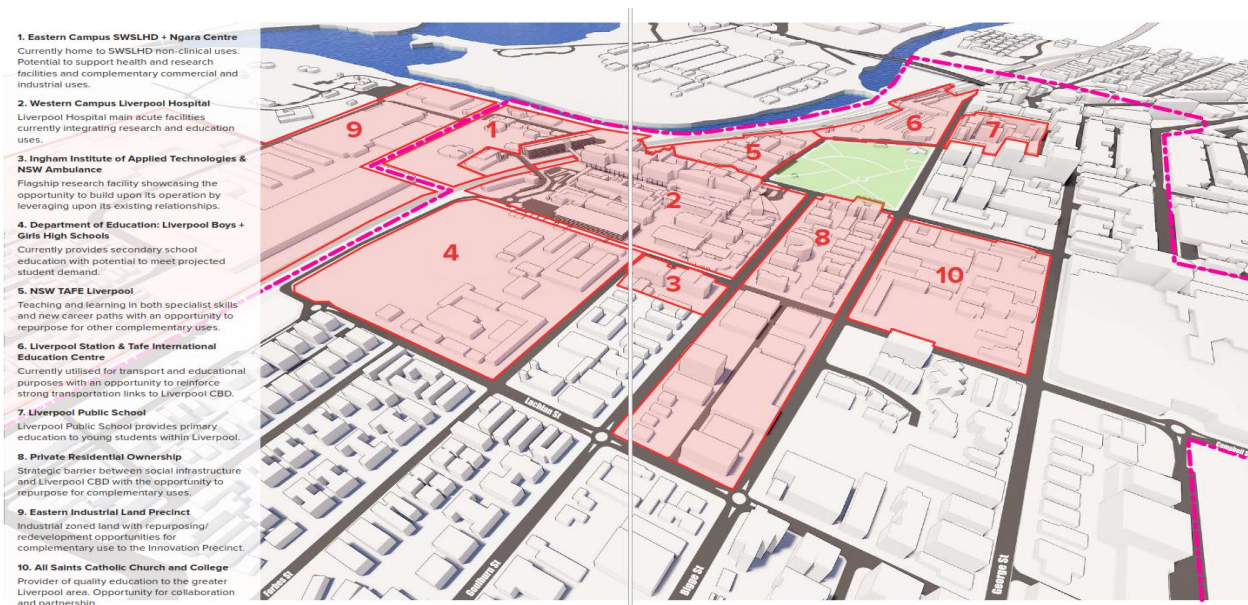 1. Eastern Campus SWSLHD + Ngara Centre
Currently home to SWSLHD non-clinical uses.
Potential to support health and research
facilities and complementary commercial and
industrial uses.
2. Western Campus Liverpool Hospital
Liverpool Hospital main acute facilities
currently integrating research and education
uses.
3. Ingham Institute of Applied Technologies &
NSW Ambulance
Flagship research facility showcasing the
opportunity to build upon its operation by
leveraging upon its existing relationships.
4. Department of Education: Liverpool Boys +
Girls High Schools
Currently provides secondary school
education with potential to meet projected
student demand.
5. NSW TAFE Liverpool
Teaching and learning in both specialist skills
and new career paths with an opportunity to
repurpose for other complementary uses.
6. Liverpool Station & Tafe International
Education Centre
Currently utilised for transport and educational
purposes with an opportunity to reinforce
strong transportation links to Liverpool CBD.
7. Liverpool Public School
Liverpool Public School provides primary
education to young students within Liverpool.
8. Private Residential Ownership
Strategic barrier between social infrastructure
and Liverpool CBD with the opportunity to
repurpose for complementary uses.
9. Eastern Industrial Land Precinct
Industrial zoned land with repurposing/
redevelopment opportunities for
complementary use to the Innovation Precinct.
10. All Saints Catholic Church and College
Provider of quality education to the greater
Liverpool area. Opportunity for collaboration
and partnership.
9
1
6
7
5
2
8
4
3
10
Lachlan St
Campbell
Forbes St
Goulburn St
Bigge St
George St